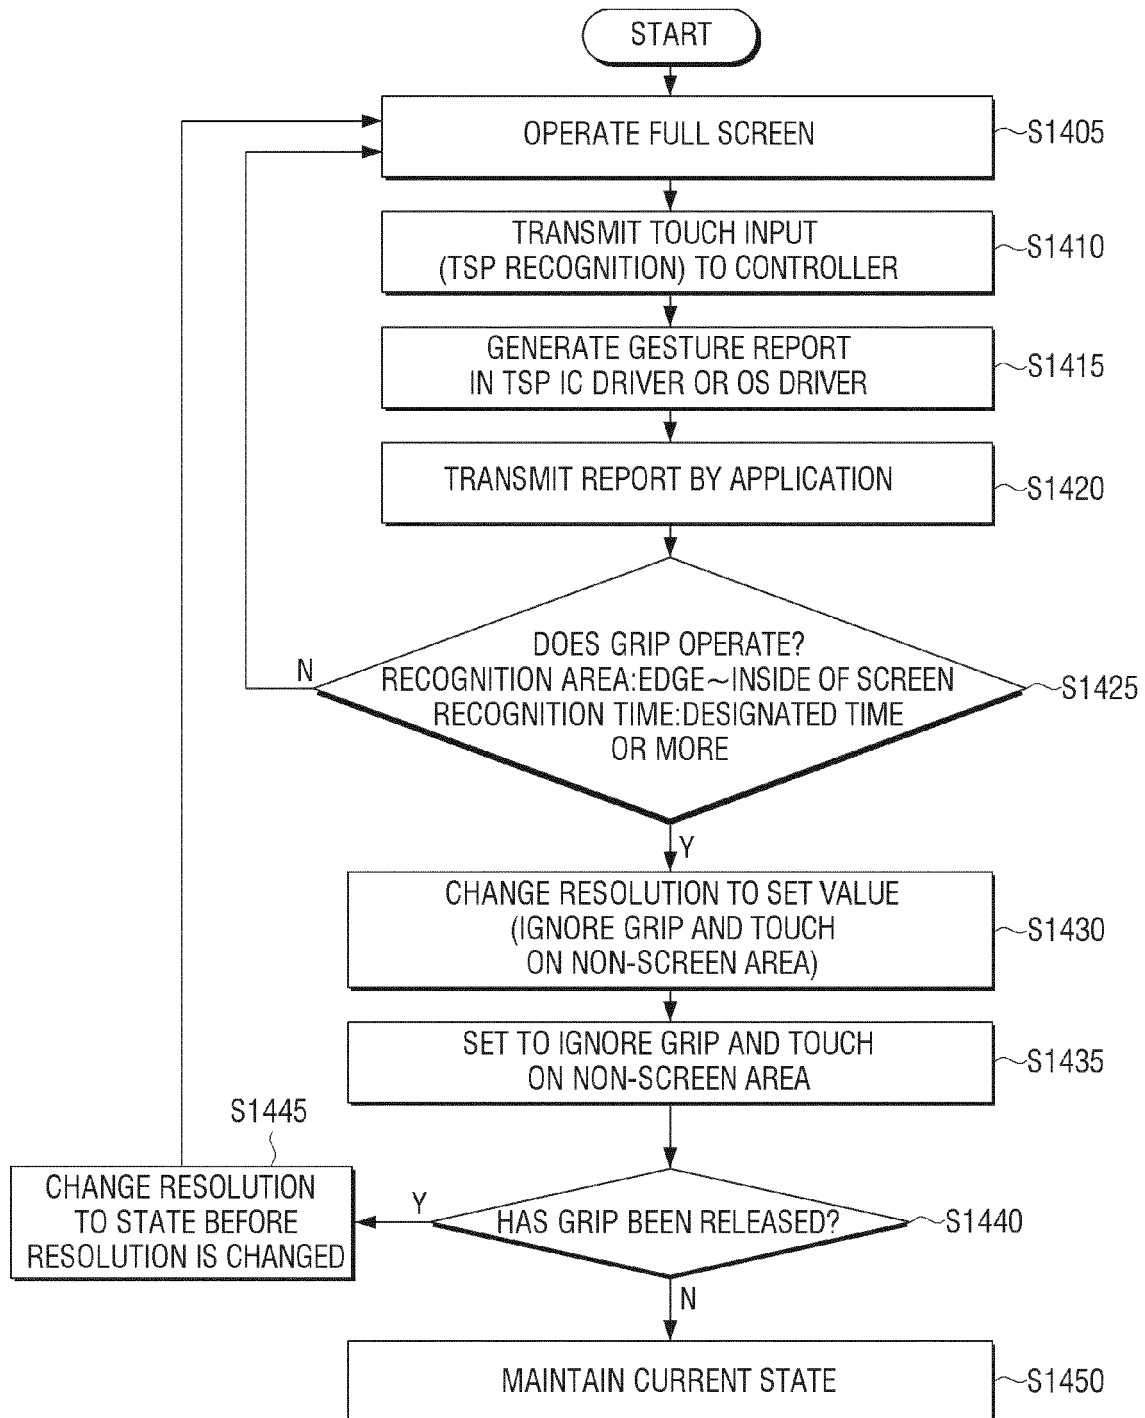 START
OPERATE FULL SCREEN
S1405
TRANSMIT TOUCH INPUT
(TSP RECOGNITION) TO CONTROLLER
S1410
GENERATE GESTURE REPORT
IN TSP IC DRIVER OR OS DRIVER
S1415
TRANSMIT REPORT BY APPLICATION
S1420
DOES GRIP OPERATE?
RECOGNITION AREA:EDGE~INSIDE OF SCREEN
RECOGNITION TIME:DESIGNATED TIME
OR MORE
N
S1425
Y
CHANGE RESOLUTION TO SET VALUE
(IGNORE GRIP AND TOUCH
ON NON-SCREEN AREA)
S1430
SET TO IGNORE GRIP AND TOUCH
ON NON-SCREEN AREA
S1435
S1445
CHANGE RESOLUTION
TO STATE BEFORE
RESOLUTION IS CHANGED
Y
HAS GRIP BEEN RELEASED?
S1440
N
MAINTAIN CURRENT STATE
S1450